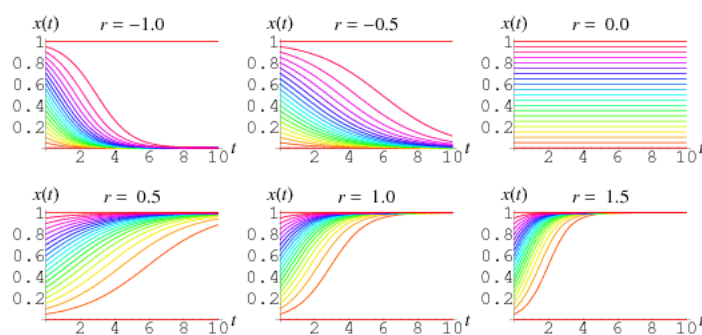 x(t) r = −1.0
1
0.8
0.6
0.4
0.2
2 4 6 8 10 t
x(t) r = −0.5
1
0.8
0.6
0.4
0.2
2 4 6 8 10 t
x(t) r = 0.0
1
0.8
0.6
0.4
0.2
2 4 6 8 10 t
x(t) r = 0.5
1
0.8
0.6
0.4
0.2
2 4 6 8 10 t
x(t) r = 1.0
1
0.8
0.6
0.4
0.2
2 4 6 8 10 t
x(t) r = 1.5
1
0.8
0.6
0.4
0.2
2 4 6 8 10 t